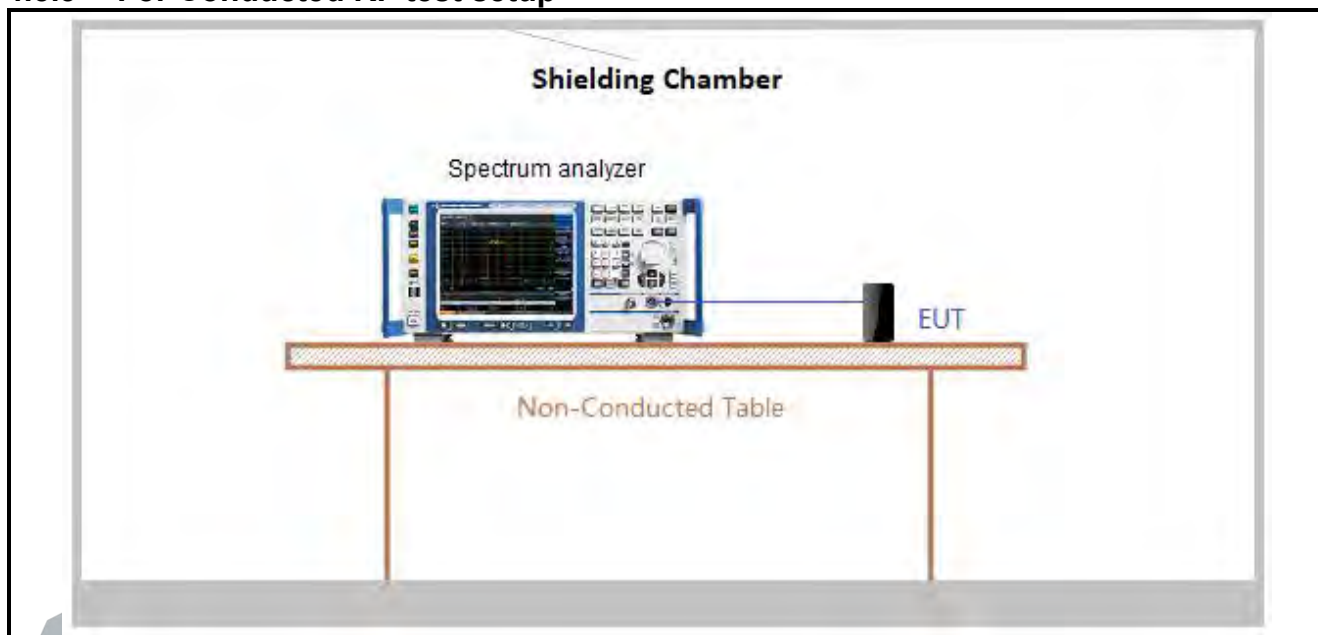 Shielding Chamber
Spectrum analyzer
EUT
Non-Conducted Table